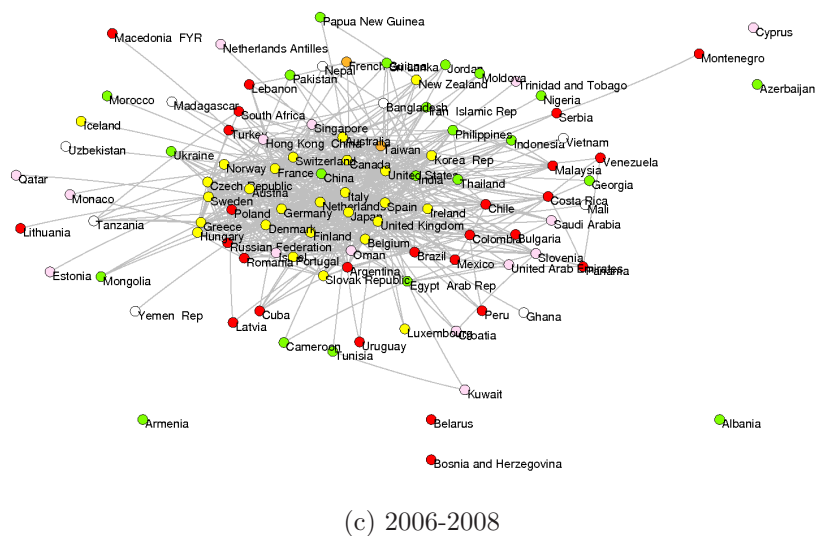 Papua New Guinea
Cyprus
Macedonia FYR
Netherlands Antilles
Montenegro
Nepal
French Guiana
Sri Lanka
Jordan
Moldova
Pakistan
New Zealand
Trinidad and Tobago
Azerbaijan
Lebanon
Morocco
Madagascar
Bangladesh
Iran Islamic Rep
Nigeria
South Africa
Serbia
Iceland
Singapore
Turkey
Hong Kong China
Australia
Philippines
Indonesia
Vietnam
Taiwan
Uzbekistan
Ukraine
Switzerland
Canada
Korea Rep
Venezuela
Norway
France
United States
Malaysia
Qatar
China
India
Thailand
Georgia
Czech Republic
Austria
Monaco
Sweden
Italy
Costa Rica
Poland
Germany
Netherlands
Japan
Spain
Ireland
Chile
Mali
Lithuania
Tanzania
Greece
Denmark
United Kingdom
Saudi Arabia
Hungary
Finland
Colombia
Bulgaria
Russian Federation
Belgium
Romania
Israel
Portugal
Oman
Brazil
Mexico
Slovenia
United Arab Emirates
Panama
Estonia
Mongolia
Argentina
Slovak Republic
Egypt Arab Rep
Yemen Rep
Cuba
Latvia
Luxembourg
Peru
Ghana
Croatia
Cameroon
Tunisia
Uruguay
Kuwait
Armenia
Belarus
Albania
Bosnia and Herzegovina
(c) 2006-2008